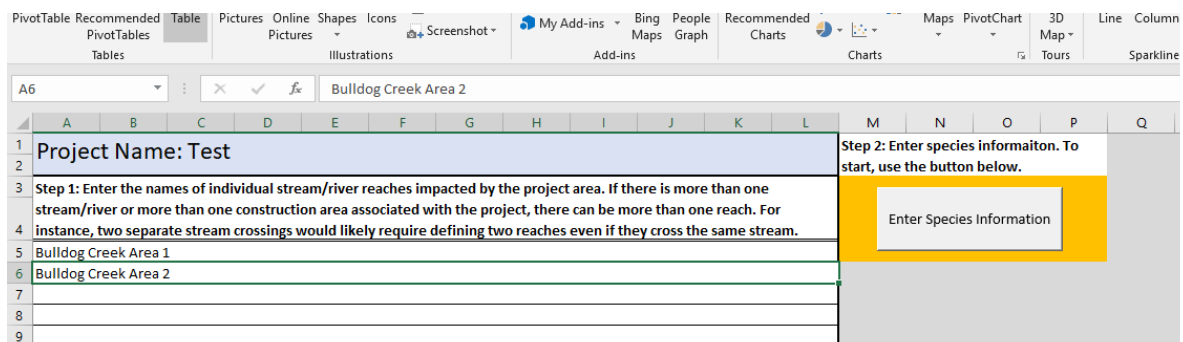 PivotTable Recommended Table Pictures Online Shapes Icons My Add-ins Bing People Recommended Maps PivotChart 3D Line Column
PivotTables Pictures Screenshot Maps Graph Charts Map
Tables Illustrations Add-ins Charts Tours Sparkline
A6 fx Bulldog Creek Area 2
A B C D E F G H I J K L M N O P Q
1 Project Name: Test Step 2: Enter species informaiton. To
2 start, use the button below.
3 Step 1: Enter the names of individual stream/river reaches impacted by the project area. If there is more than one
stream/river or more than one construction area associated with the project, there can be more than one reach. For
4 instance, two separate stream crossings would likely require defining two reaches even if they cross the same stream.
Enter Species Information
5 Bulldog Creek Area 1
6 Bulldog Creek Area 2
7
8
9